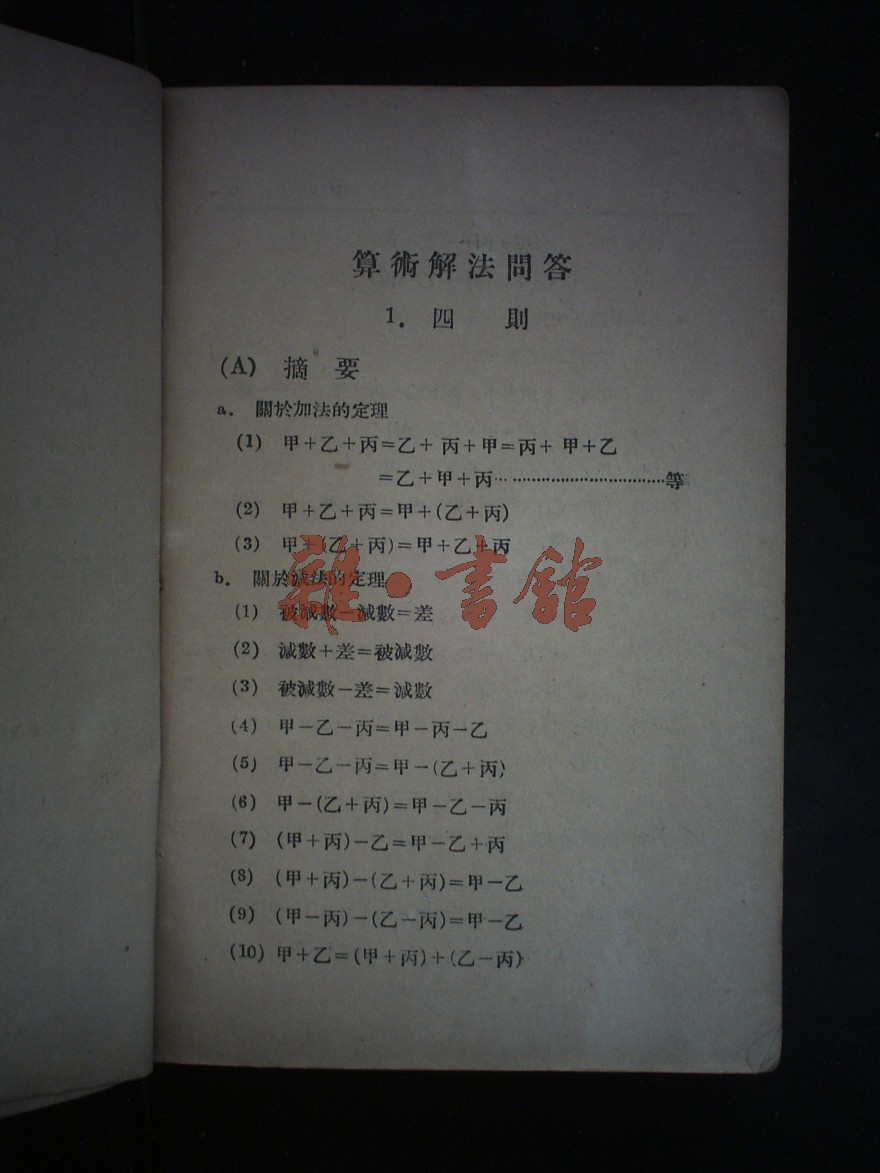 算術解法問答
1. 四 則
(A) 摘 要
a. 關於加法的定理
(1) 甲+乙+丙=乙+丙+甲=丙+甲+乙
=乙+甲+丙………………………………等
(2) 甲+乙+丙=甲+(乙+丙)
(3) 甲+(乙+丙)=甲+乙+丙
雜·書館
b. 關於減法的定理
(1) 被減數-減數=差
(2) 減數+差=被減數
(3) 被減數-差=減數
(4) 甲-乙-丙=甲-丙-乙
(5) 甲-乙-丙=甲-(乙+丙)
(6) 甲-(乙+丙)=甲-乙-丙
(7) (甲+丙)-乙=甲-乙+丙
(8) (甲+丙)-(乙+丙)=甲-乙
(9) (甲-丙)-(乙-丙)=甲-乙
(10) 甲+乙=(甲+丙)+(乙-丙)